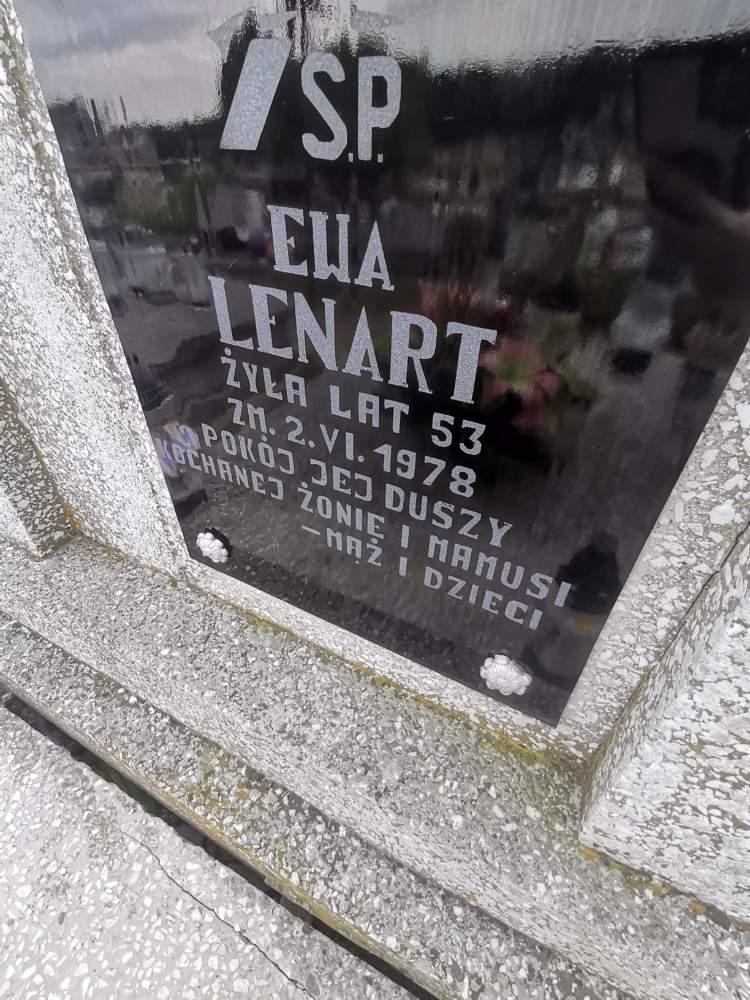 S.P.
EWA
LENART
ŻYŁA LAT 53
ZM. 2.VI.1978
POKÓJ JEJ DUSZY
KOCHANEJ ŻONIE I MAMUSI
–MĄŻ I DZIECI